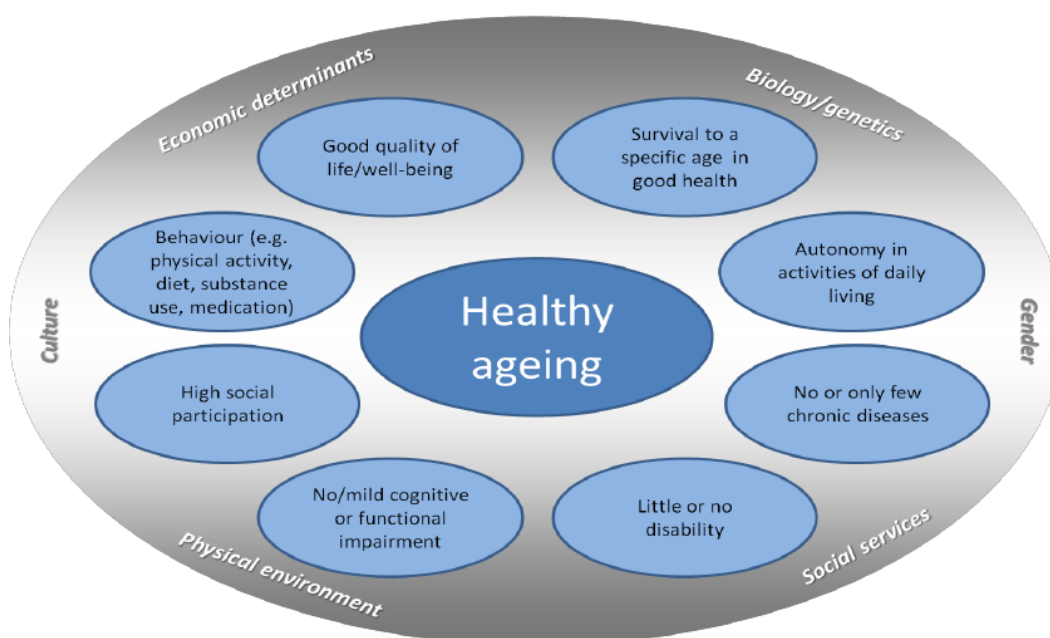 Economic determinants
Biology/genetics
Good quality of
life/well-being
Survival to a
specific age in
good health
Behaviour (e.g.
physical activity,
diet, substance
use, medication)
Autonomy in
activities of daily
living
Culture
Healthy
ageing
Gender
High social
participation
No or only few
chronic diseases
No/mild cognitive
or functional
impairment
Little or no
disability
Physical environment
Social services